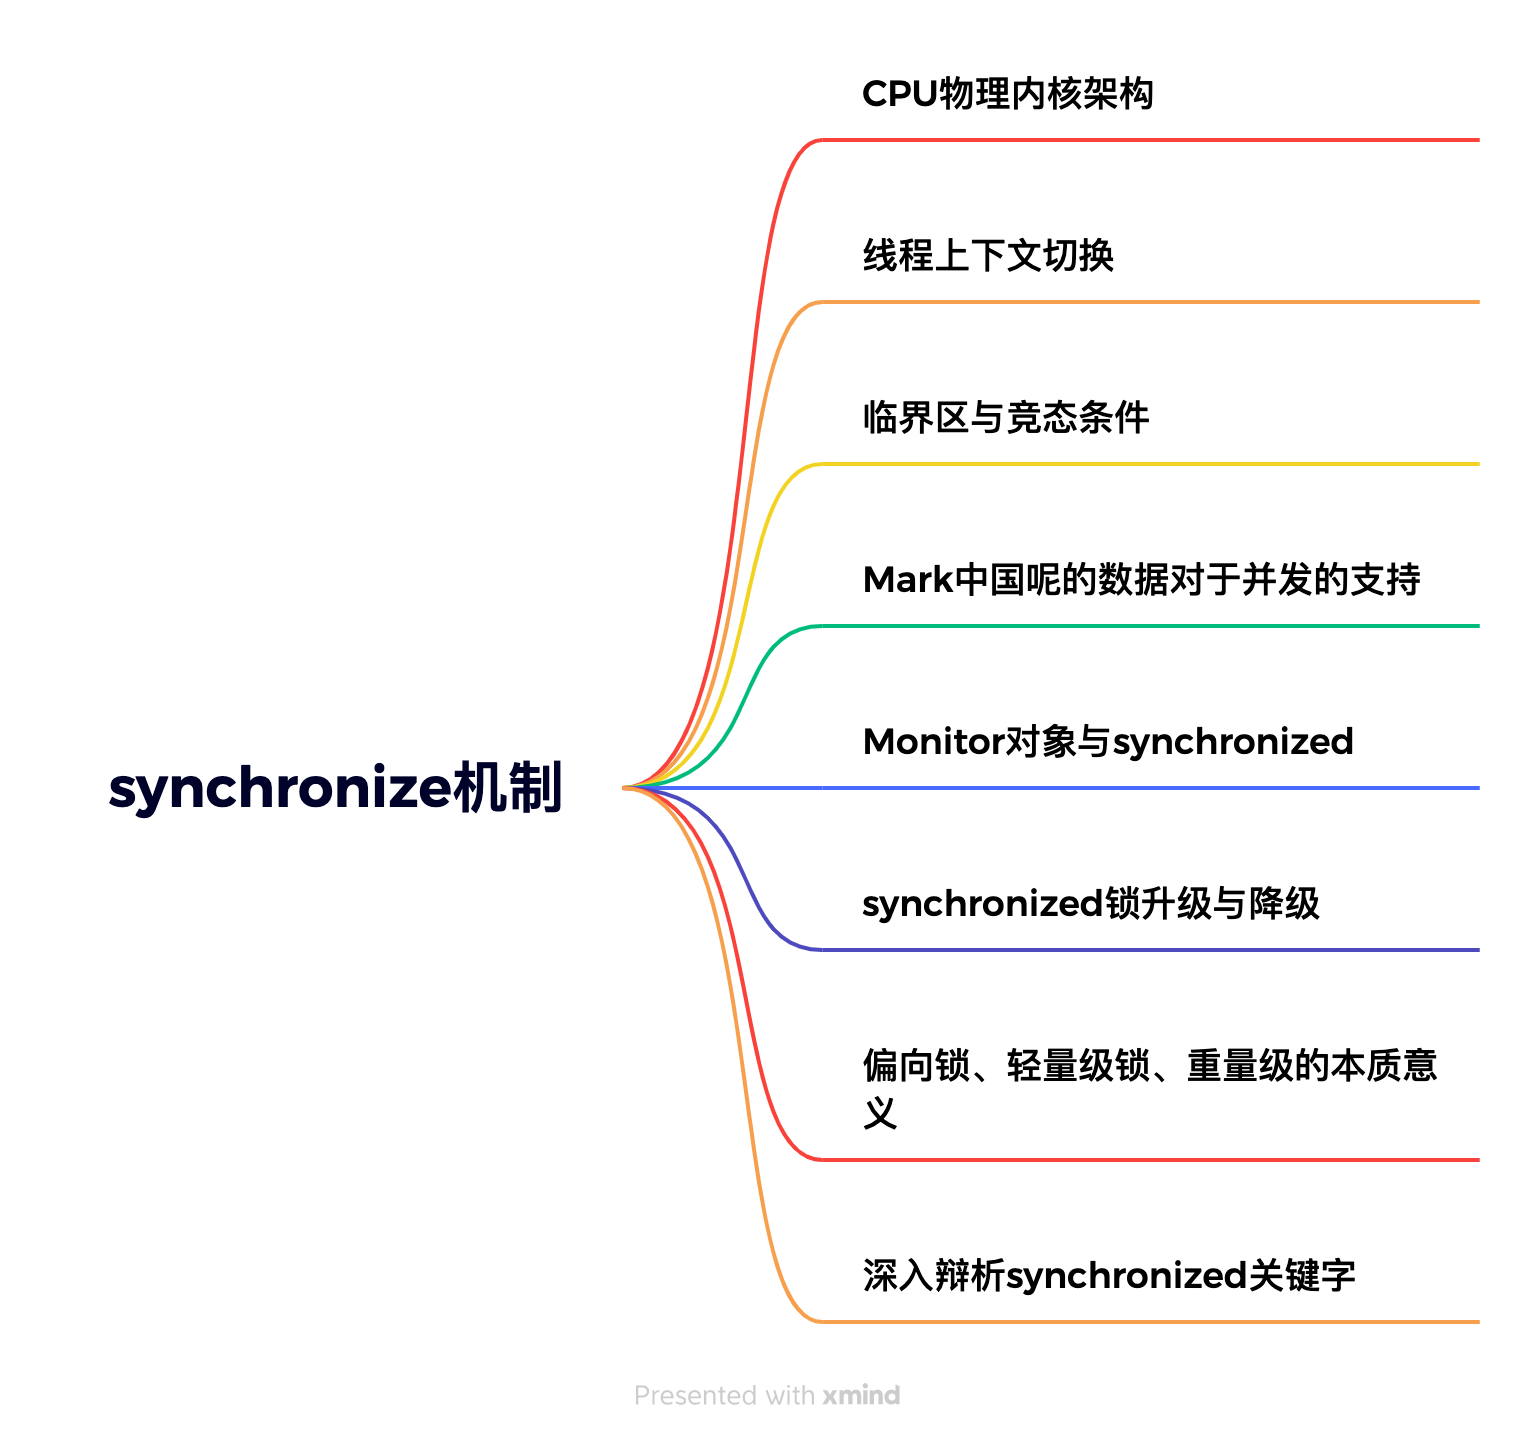 CPU物理内核架构
线程上下文切换
临界区与竞态条件
Mark中国呢的数据对于并发的支持
Monitor对象与synchronized
synchronize机制
synchronized锁升级与降级
偏向锁、轻量级锁、重量级的本质意
义
深入辩析synchronized关键字
Presented with xmind